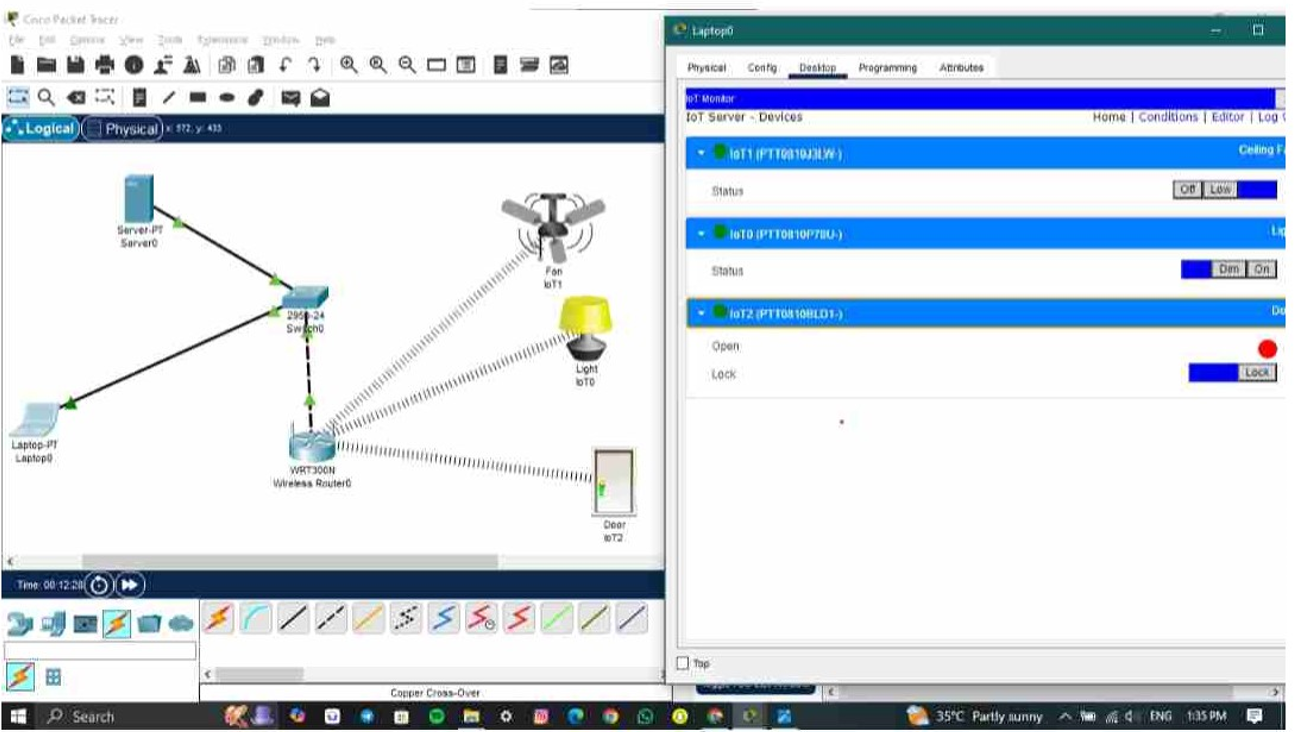 Cisco Packet Tracer
File Edit Options View Tools Extensions Window Help
Logical Physical x: 572, y: 433
Server-PT
Server0
2950-24
Switch0
Laptop-PT
Laptop0
WRT300N
Wireless Router0
Fan
IoT1
Light
IoT0
Door
IoT2
Time: 00:12:28
Copper Cross-Over
Laptop0
Physical Config Desktop Programming Attributes
IoT Monitor
IoT Server - Devices
Home | Conditions | Editor | Log
IoT1 (PTT0810J3LW-) Ceiling Fa
Status Off Low
IoT0 (PTT0810P78U-)
Status Dim On
IoT2 (PTT0810BLD1-) Do
Open
Lock Lock
Top
Search
35°C Partly sunny ENG 1:35 PM